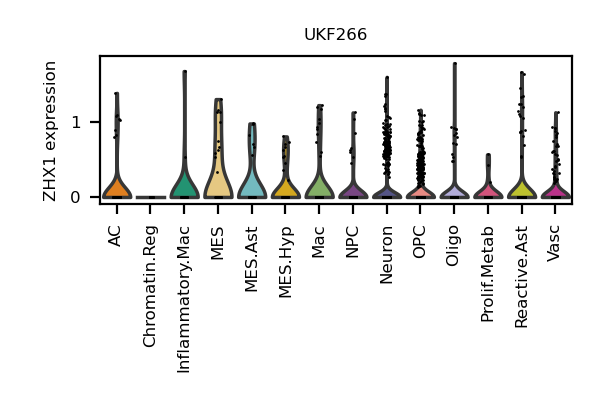 UKF266
ZHX1 expression
1
0
AC
Chromatin.Reg
Inflammatory.Mac
MES
MES.Ast
MES.Hyp
Mac
NPC
Neuron
OPC
Oligo
Prolif.Metab
Reactive.Ast
Vasc